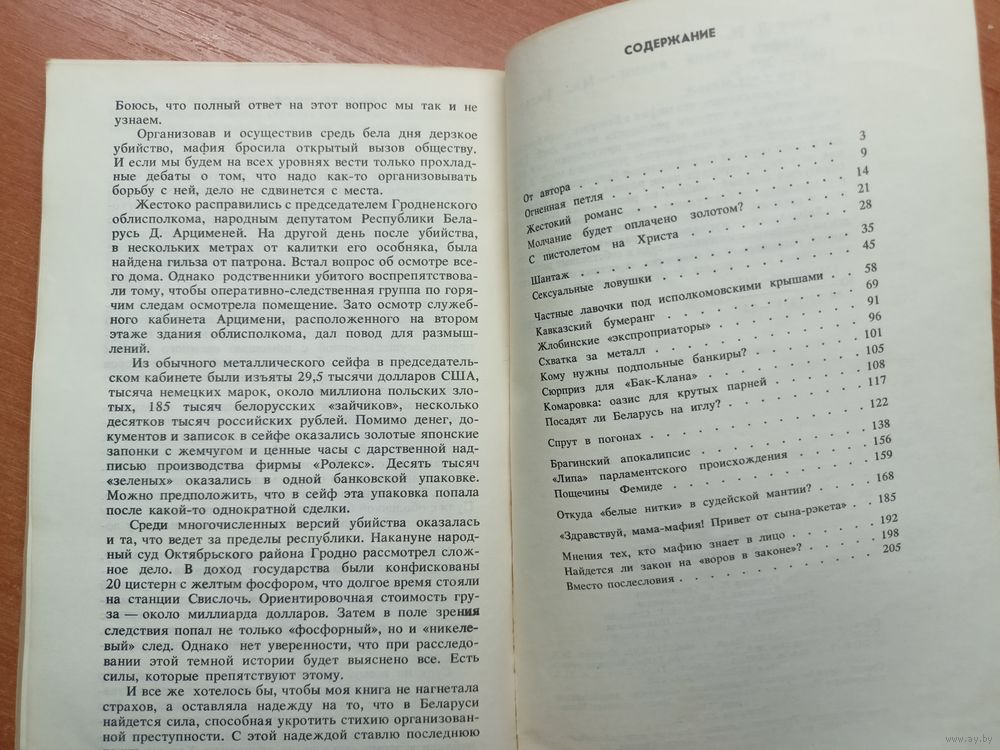 Боюсь, что полный ответ на этот вопрос мы так и не
узнаем.
Организовав и осуществив средь бела дня дерзкое
убийство, мафия бросила открытый вызов обществу.
И если мы будем на всех уровнях вести только прохлад-
ные дебаты о том, что надо как-то организовывать
борьбу с ней, дело не сдвинется с места.
Жестоко расправились с председателем Гродненского
облисполкома, народным депутатом Республики Бела-
русь Д. Арцименей. На другой день после убийства,
в нескольких метрах от калитки его особняка, была
найдена гильза от патрона. Встал вопрос об осмотре все-
го дома. Однако родственники убитого воспрепятствова-
ли тому, чтобы оперативно-следственная группа по горя-
чим следам осмотрела помещение. Зато осмотр служеб-
ного кабинета Арцимени, расположенного на втором
этаже здания облисполкома, дал повод для размыш-
лений.
Из обычного металлического сейфа в председатель-
ском кабинете были изъяты 29,5 тысячи долларов США,
тысяча немецких марок, около миллиона польских зло-
тых, 185 тысяч белорусских «зайчиков», несколько
десятков тысяч российских рублей. Помимо денег, до-
кументов и записок в сейфе оказались золотые японские
запонки с жемчугом и ценные часы с дарственной над-
писью производства фирмы «Ролекс». Десять тысяч
«зеленых» оказались в одной банковской упаковке.
Можно предположить, что в сейф эта упаковка попала
после какой-то однократной сделки.
Среди многочисленных версий убийства оказалась
и та, что ведет за пределы республики. Накануне народ-
ный суд Октябрьского района Гродно рассмотрел слож-
ное дело. В доход государства были конфискованы
20 цистерн с желтым фосфором, что долгое время стояли
на станции Свислочь. Ориентировочная стоимость гру-
за — около миллиарда долларов. Затем в поле зрения
следствия попал не только «фосфорный», но и «никеле-
вый» след. Однако нет уверенности, что при расследо-
вании этой темной истории будет выяснено все. Есть
силы, которые препятствуют этому.
И все же хотелось бы, чтобы моя книга не нагнетала
страхов, а оставляла надежду на то, что в Беларуси
найдется сила, способная укротить стихию организован-
ной преступности. С этой надеждой ставлю последнюю
СОДЕРЖАНИЕ
От автора . . . . . . . . . . 3
Огненная петля . . . . . . . . . . 9
Жестокий романс . . . . . . . . . . 14
Молчание будет оплачено золотом? . . . . . 21
С пистолетом на Христа . . . . . . . 28
Шантаж . . . . . . . . . . 35
Сексуальные ловушки . . . . . . . . 45
Частные лавочки под исполкомовскими крышами . . 58
Кавказский бумеранг . . . . . . . . 69
Жлобинские «экспроприаторы» . . . . . . 91
Схватка за металл . . . . . . . . 96
Кому нужны подпольные банкиры? . . . . . 101
Сюрприз для «Бак-Клана» . . . . . . . 105
Комаровка: оазис для крутых парней . . . . 108
Посадят ли Беларусь на иглу? . . . . . . 117
Спрут в погонах . . . . . . . . . 122
Брагинский апокалипсис . . . . . . . 138
«Липа» парламентского происхождения . . . . 156
Пощечины Фемиде . . . . . . . . 159
Откуда «белые нитки» в судейской мантии? . . . 168
«Здравствуй, мама-мафия! Привет от сына-рэкета» . . 185
Мнения тех, кто мафию знает в лицо . . . . 192
Найдется ли закон на «воров в законе»? . . . 198
Вместо послесловия . . . . . . . . 205
www.ay.by